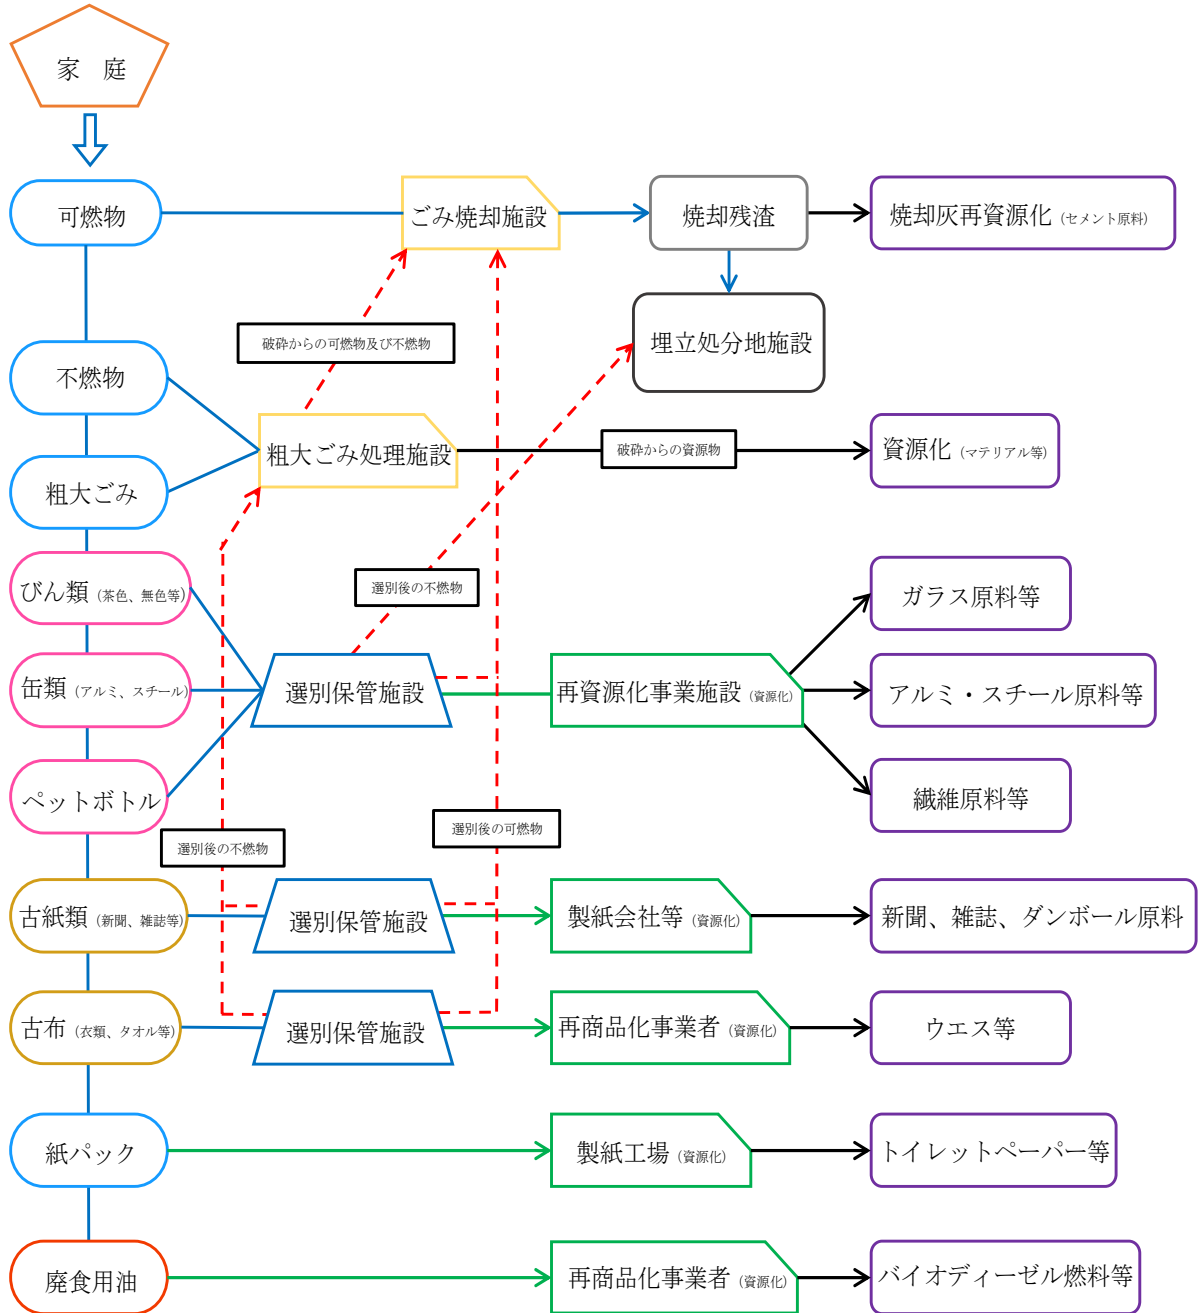 家　庭
可燃物
ごみ焼却施設
焼却残渣
焼却灰再資源化（セメント原料）
埋立処分地施設
破砕からの可燃物及び不燃物
不燃物
粗大ごみ処理施設
破砕からの資源物
資源化（マテリアル等）
粗大ごみ
選別後の不燃物
びん類（茶色、無色等）
ガラス原料等
缶類（アルミ、スチール）
選別保管施設
再資源化事業施設（資源化）
アルミ・スチール原料等
ペットボトル
繊維原料等
選別後の不燃物
選別後の可燃物
古紙類（新聞、雑誌等）
選別保管施設
製紙会社等（資源化）
新聞、雑誌、ダンボール原料
古布（衣類、タオル等）
選別保管施設
再商品化事業者（資源化）
ウエス等
紙パック
製紙工場（資源化）
トイレットペーパー等
廃食用油
再商品化事業者（資源化）
バイオディーゼル燃料等